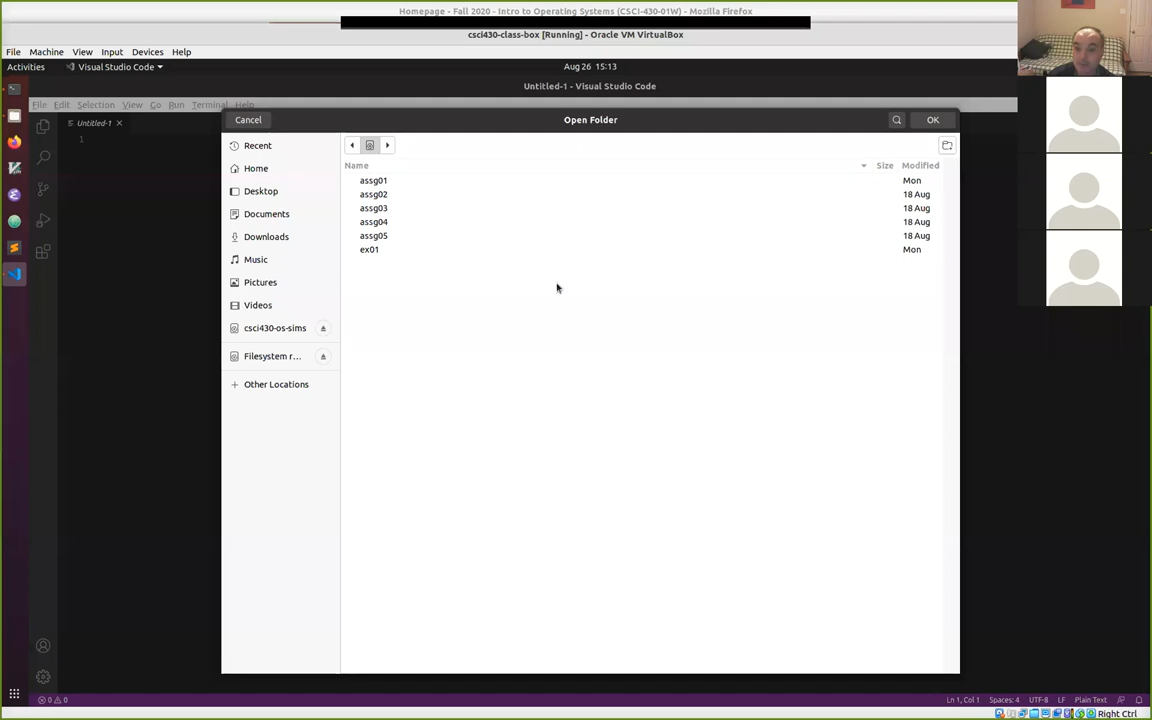 Homepage - Fall 2020 - Intro to Operating Systems (CSCI-430-01W) - Mozilla Firefox
csci430-class-box [Running] - Oracle VM VirtualBox
File Machine View Input Devices Help
Activities Visual Studio Code Aug 26 15:13
Untitled-1 - Visual Studio Code
File Edit Selection View Go Run Terminal Help
Cancel Open Folder OK
Untitled-1
1
Recent
Home
Desktop
Documents
Downloads
Music
Pictures
Videos
csci430-os-sims
Filesystem r...
+ Other Locations
Name Size Modified
assg01 Mon
assg02 18 Aug
assg03 18 Aug
assg04 18 Aug
assg05 18 Aug
ex01 Mon
0 0 Ln 1, Col 1 Spaces: 4 UTF-8 LF Plain Text
Right Ctrl